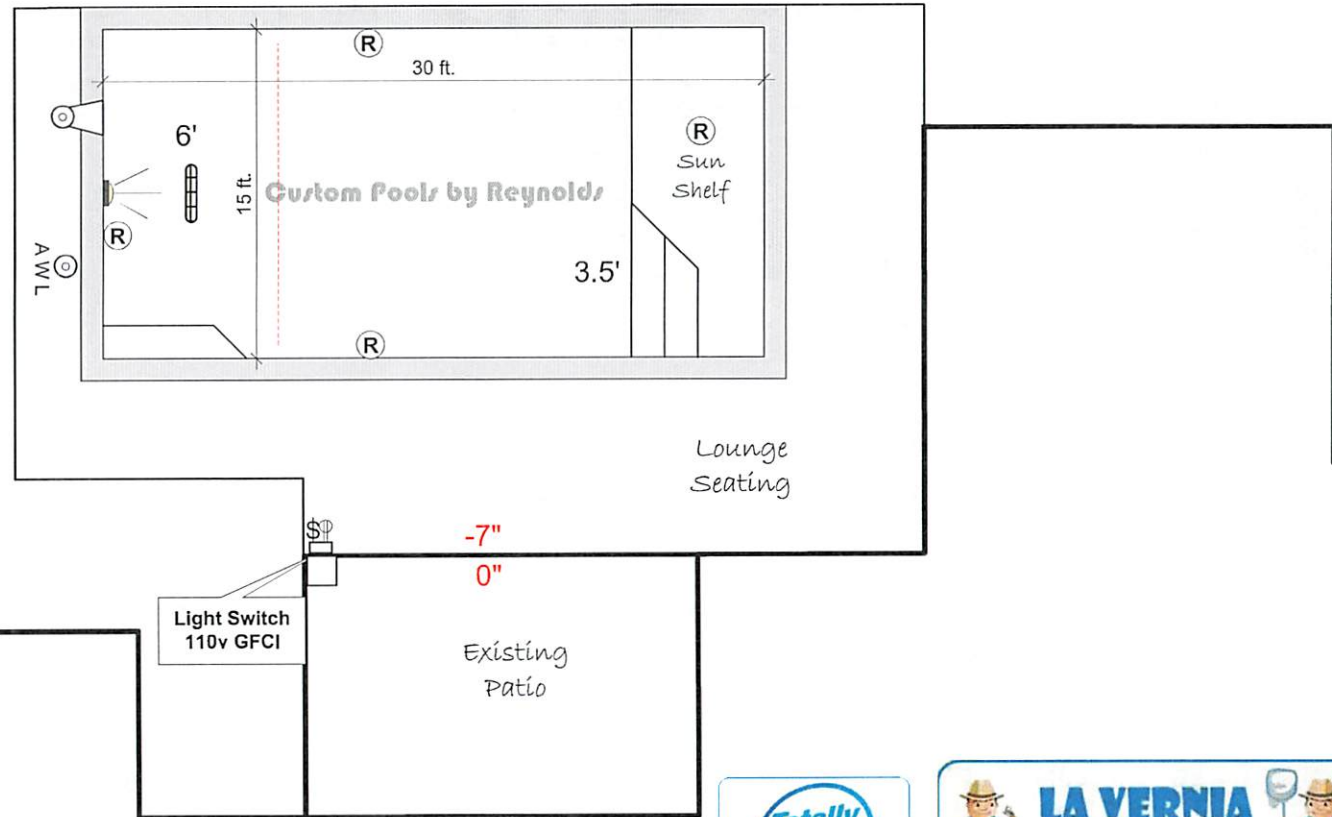 R
30 ft.
6'
R
Sun
Shelf
15 ft.
Custom Pools by Reynolds
R
AWL
3.5'
R
Lounge
Seating
$
-7"
0"
Light Switch
110v GFCI
Existing
Patio
Totally
LA VERNIA